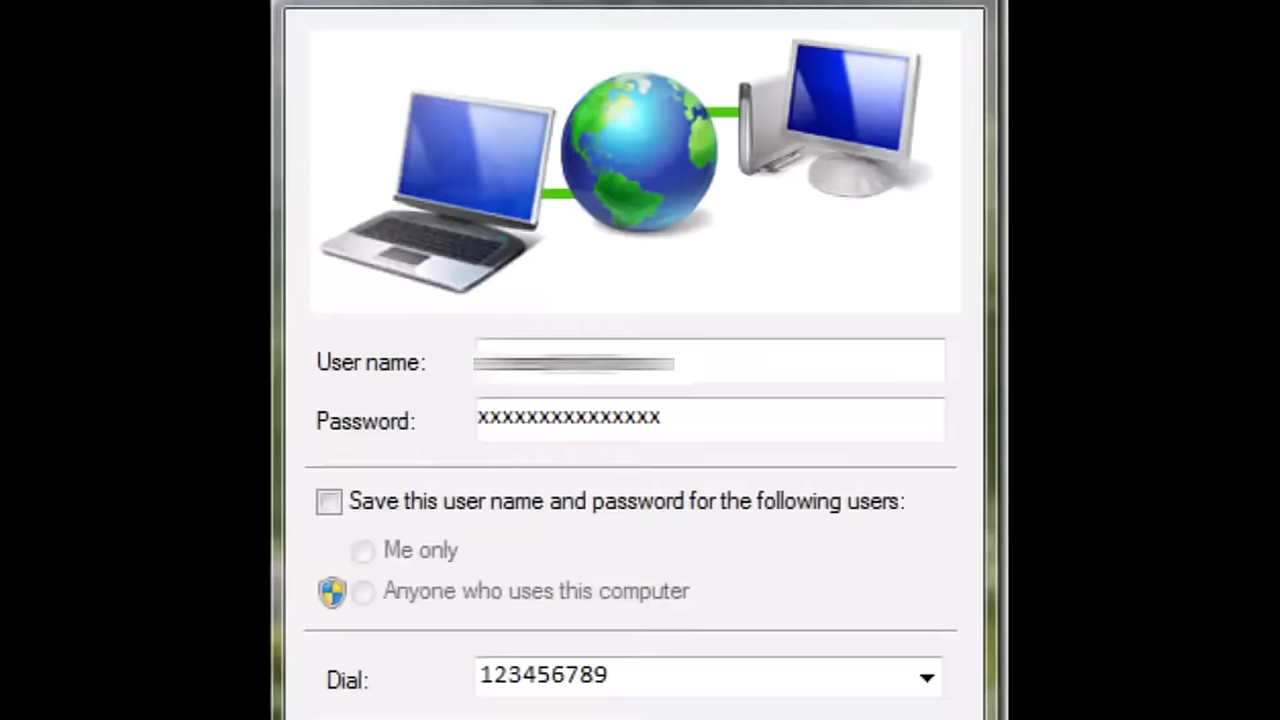 User name:
Password:
xxxxxxxxxxxxxxx
Save this user name and password for the following users:
Me only
Anyone who uses this computer
Dial:
123456789